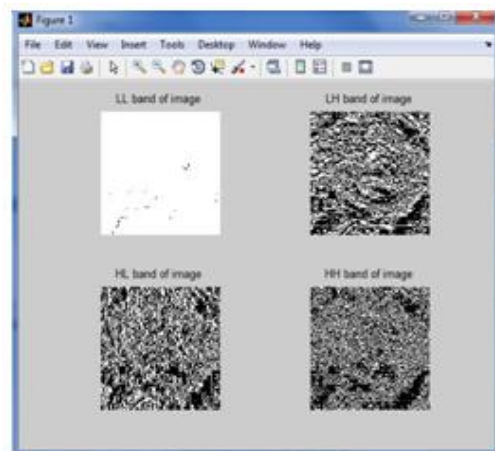 Figure 1
File Edit View Insert Tools Desktop Window Help
LL band of image
LH band of image
HL band of image
HH band of image